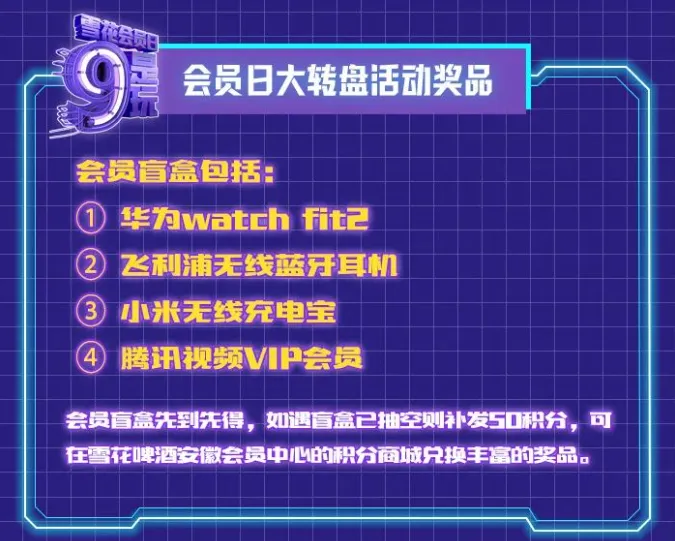 雪花会员日
9是玩
会员日大转盘活动奖品
会员盲盒包括：
① 华为watch fit2
② 飞利浦无线蓝牙耳机
③ 小米无线充电宝
④ 腾讯视频VIP会员
会员盲盒先到先得，如遇盲盒已抽空则补发50积分，可
在雪花啤酒安徽会员中心的积分商城兑换丰富的奖品。